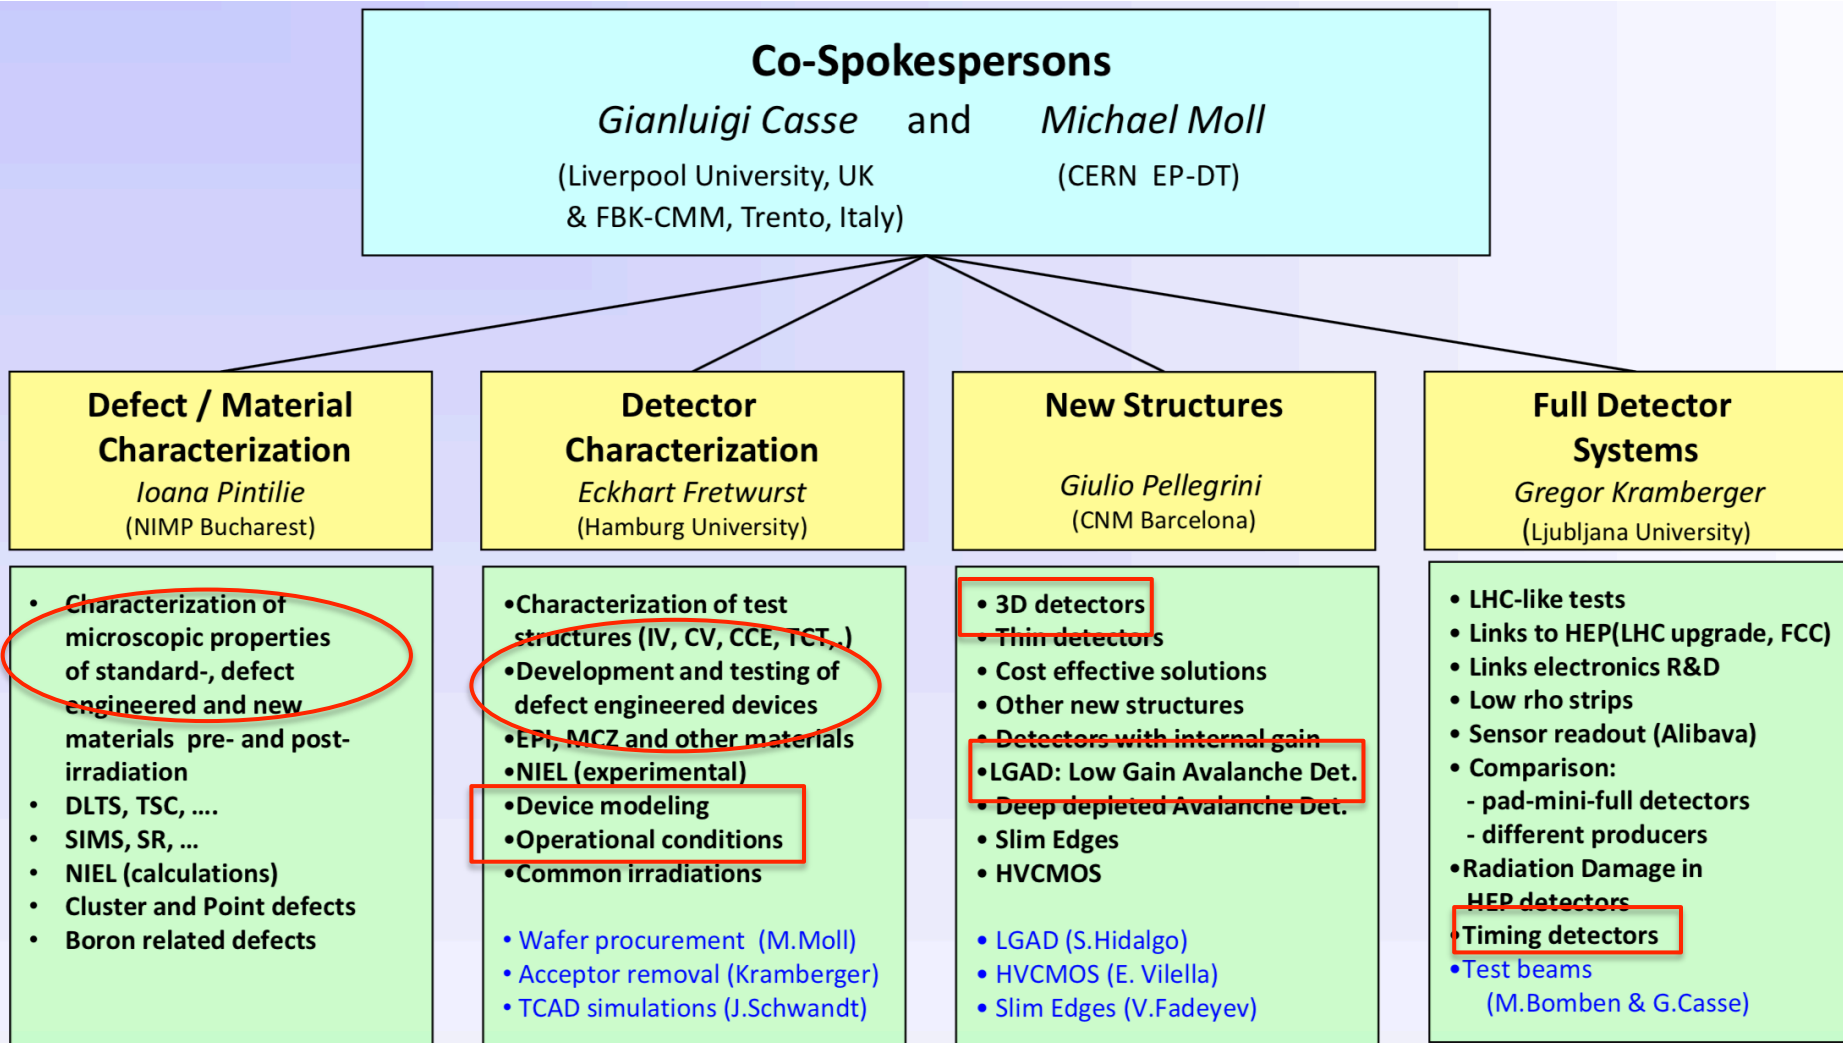 Co-Spokespersons
Gianluigi Casse and Michael Moll
(Liverpool University, UK (CERN EP-DT)
& FBK-CMM, Trento, Italy)
Defect / Material
Characterization
Ioana Pintilie
(NIMP Bucharest)
• Characterization of
microscopic properties
of standard-, defect
engineered and new
materials pre- and post-
irradiation
• DLTS, TSC, ....
• SIMS, SR, ...
• NIEL (calculations)
• Cluster and Point defects
• Boron related defects
Detector
Characterization
Eckhart Fretwurst
(Hamburg University)
•Characterization of test
structures (IV, CV, CCE, TCT,.)
•Development and testing of
defect engineered devices
•EPI, MCZ and other materials
•NIEL (experimental)
•Device modeling
•Operational conditions
•Common irradiations
• Wafer procurement (M.Moll)
• Acceptor removal (Kramberger)
• TCAD simulations (J.Schwandt)
New Structures
Giulio Pellegrini
(CNM Barcelona)
• 3D detectors
• Thin detectors
• Cost effective solutions
• Other new structures
• Detectors with internal gain
•LGAD: Low Gain Avalanche Det.
• Deep depleted Avalanche Det.
• Slim Edges
• HVCMOS
• LGAD (S.Hidalgo)
• HVCMOS (E. Vilella)
• Slim Edges (V.Fadeyev)
Full Detector
Systems
Gregor Kramberger
(Ljubljana University)
• LHC-like tests
• Links to HEP(LHC upgrade, FCC)
• Links electronics R&D
• Low rho strips
• Sensor readout (Alibava)
• Comparison:
- pad-mini-full detectors
- different producers
•Radiation Damage in
HEP detectors
•Timing detectors
•Test beams
(M.Bomben & G.Casse)